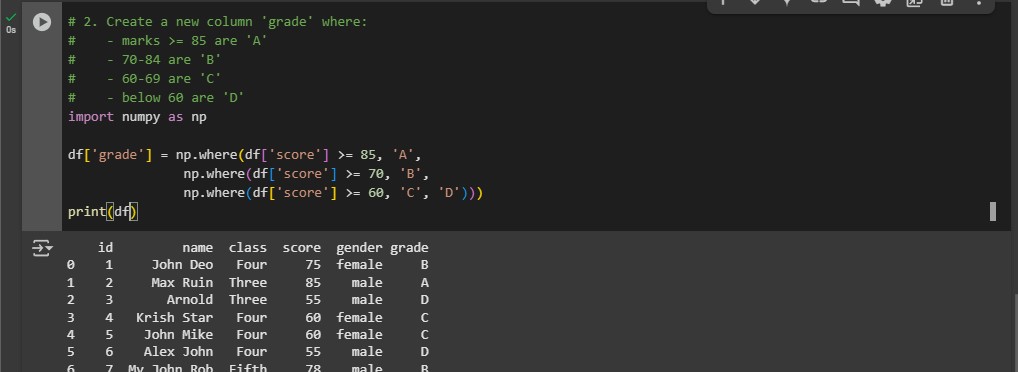 0s
# 2. Create a new column 'grade' where:
#    - marks >= 85 are 'A'
#    - 70-84 are 'B'
#    - 60-69 are 'C'
#    - below 60 are 'D'
import numpy as np
df['grade'] = np.where(df['score'] >= 85, 'A',
               np.where(df['score'] >= 70, 'B',
               np.where(df['score'] >= 60, 'C', 'D')))
print(df)
    id         name  class  score  gender grade
0    1     John Deo   Four     75  female     B
1    2     Max Ruin  Three     85    male     A
2    3       Arnold  Three     55    male     D
3    4   Krish Star   Four     60  female     C
4    5    John Mike   Four     60  female     C
5    6    Alex John   Four     55    male     D
6    7  My John Rob  Fifth     78    male     B